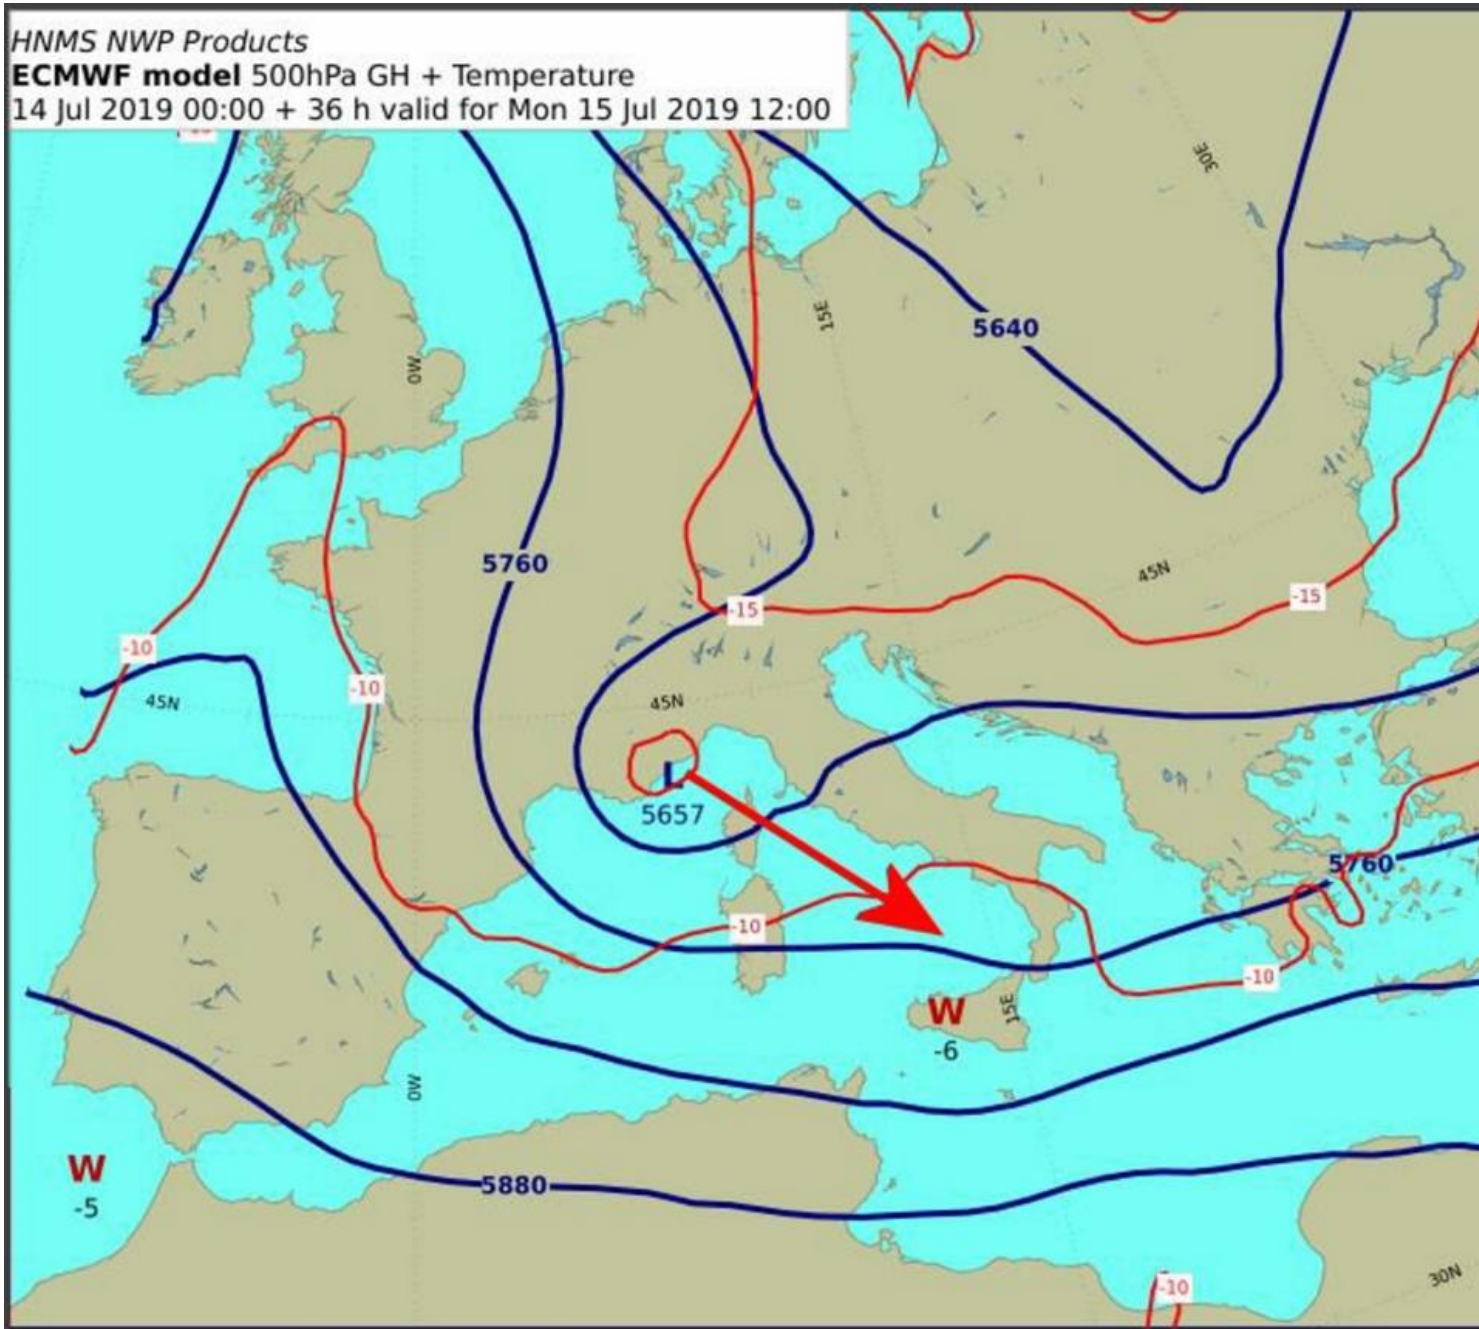 HNMS NWP Products
ECMWF model 500hPa GH + Temperature
14 Jul 2019 00:00 + 36 h valid for Mon 15 Jul 2019 12:00
30E
15E
5640
0W
5760
45N
-15
-15
-10
-10
45N
45N
L
5657
5760
-10
-10
W
-6
15E
0W
W
-5
5880
-10
30N